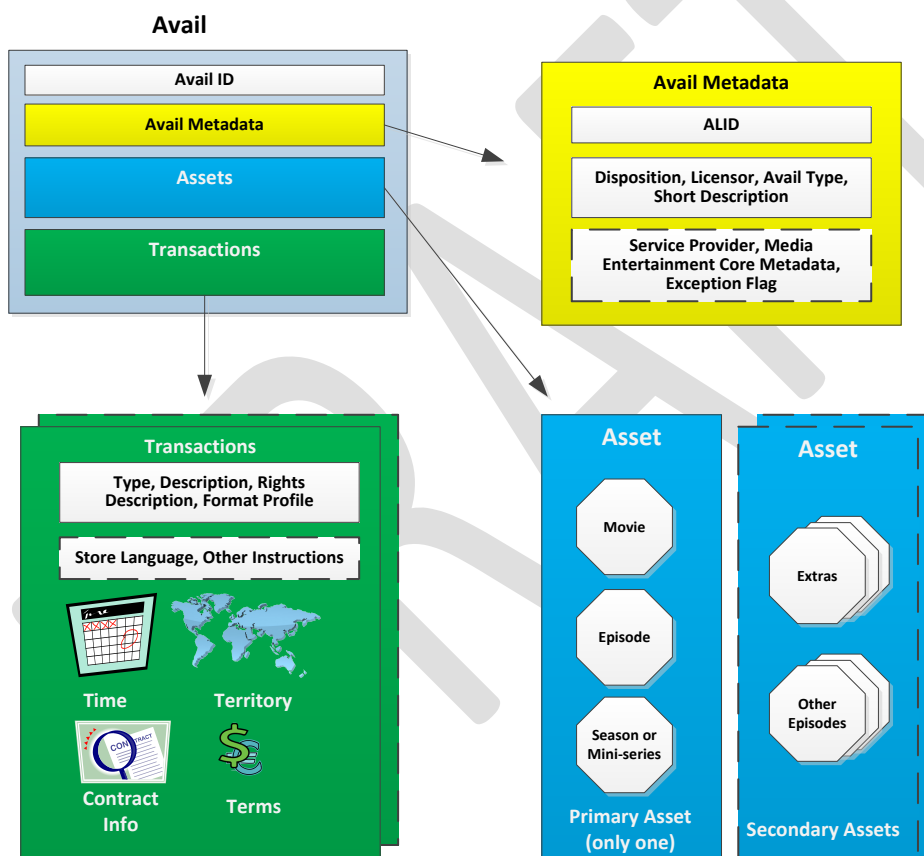 Avail
Avail ID
Avail Metadata
Assets
Transactions
Avail Metadata
ALID
Disposition, Licensor, Avail Type,
Short Description
Service Provider, Media
Entertainment Core Metadata,
Exception Flag
Transactions
Type, Description, Rights
Description, Format Profile
Store Language, Other Instructions
Time
Territory
CONTRACT
Contract
Info
$€
Terms
Asset
Movie
Episode
Season or
Mini-series
Primary Asset
(only one)
Asset
Extras
Other
Episodes
Secondary Assets